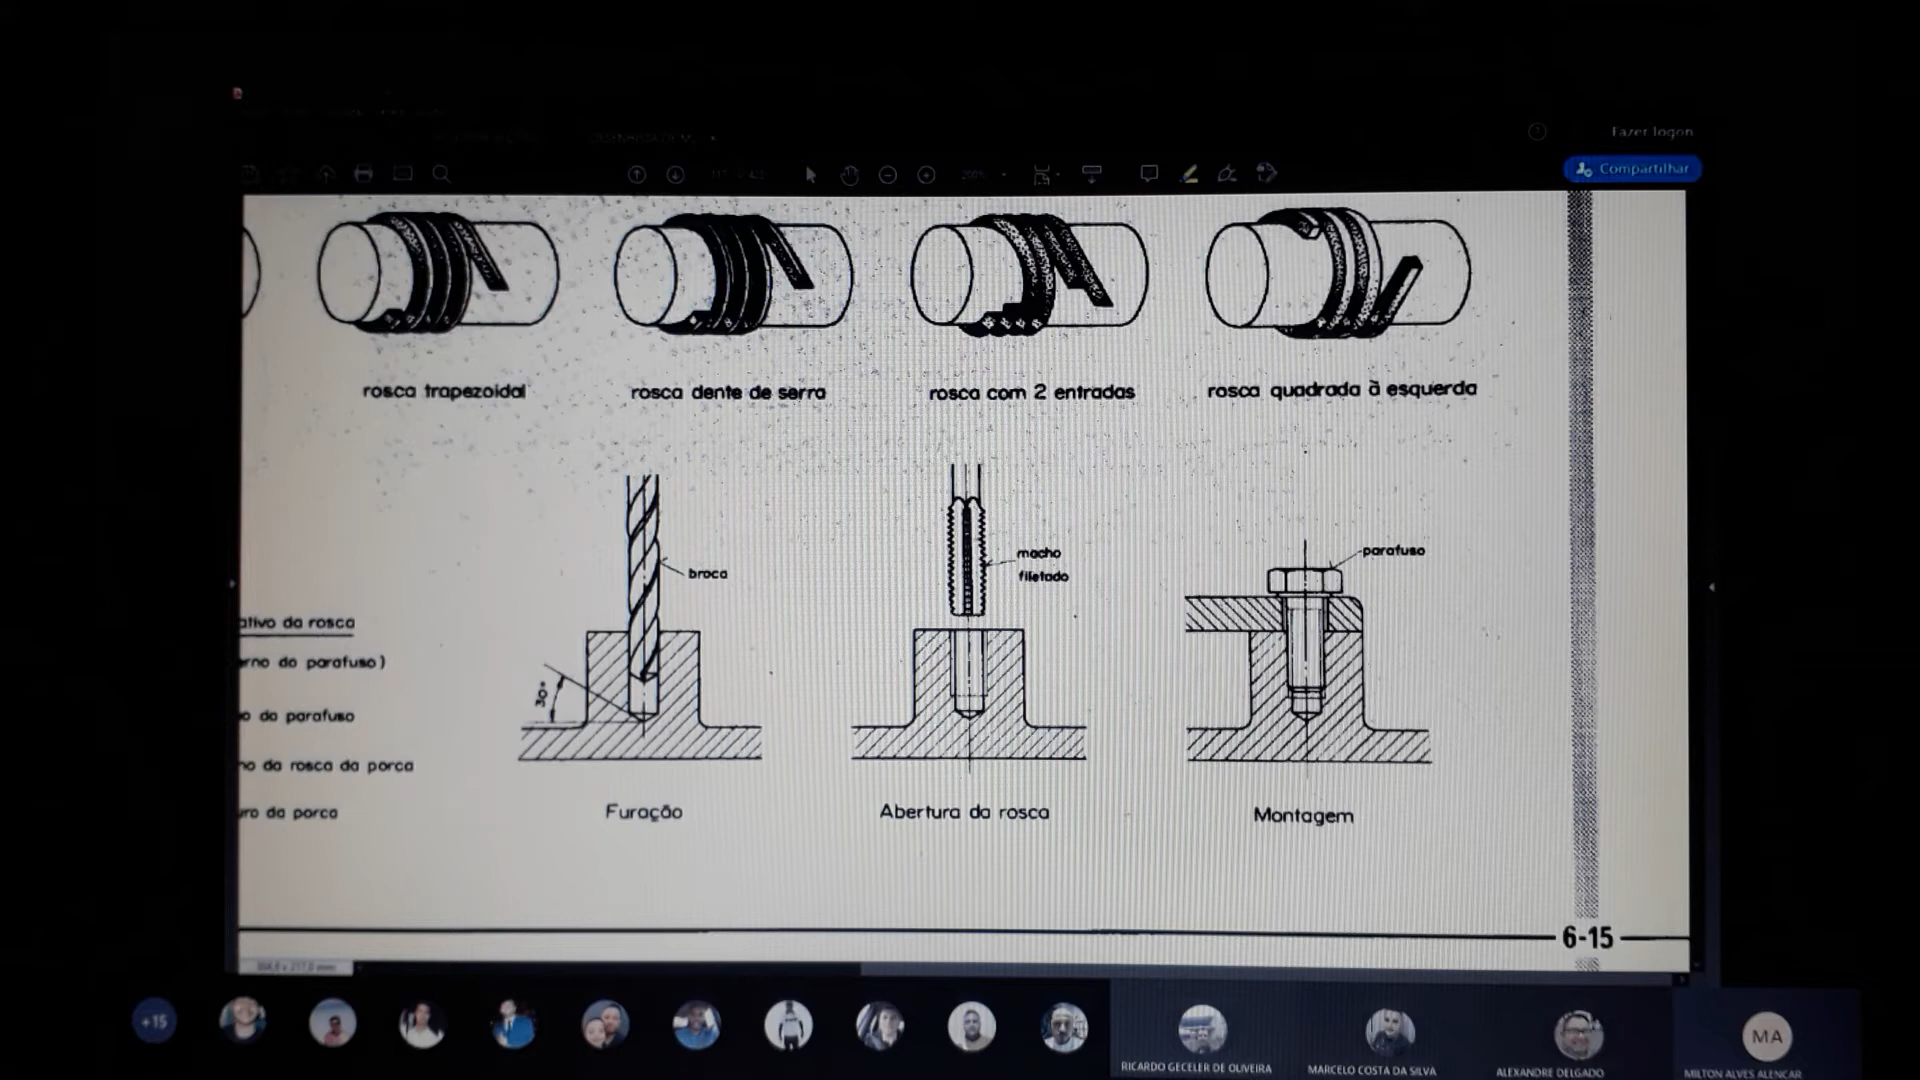 Fazer logon
Compartilhar
rosca trapezoidal
rosca dente de serra
rosca com 2 entradas
rosca quadrada à esquerda
broca
macho
filetado
parafuso
30°
ativo da rosca
erno do parafuso)
o do parafuso
no da rosca da porca
uro da porca
Furação
Abertura da rosca
Montagem
6-15
+15
RICARDO GECELER DE OLIVEIRA
MARCELO COSTA DA SILVA
ALEXANDRE DELGADO
MA
MILTON ALVES ALENCAR